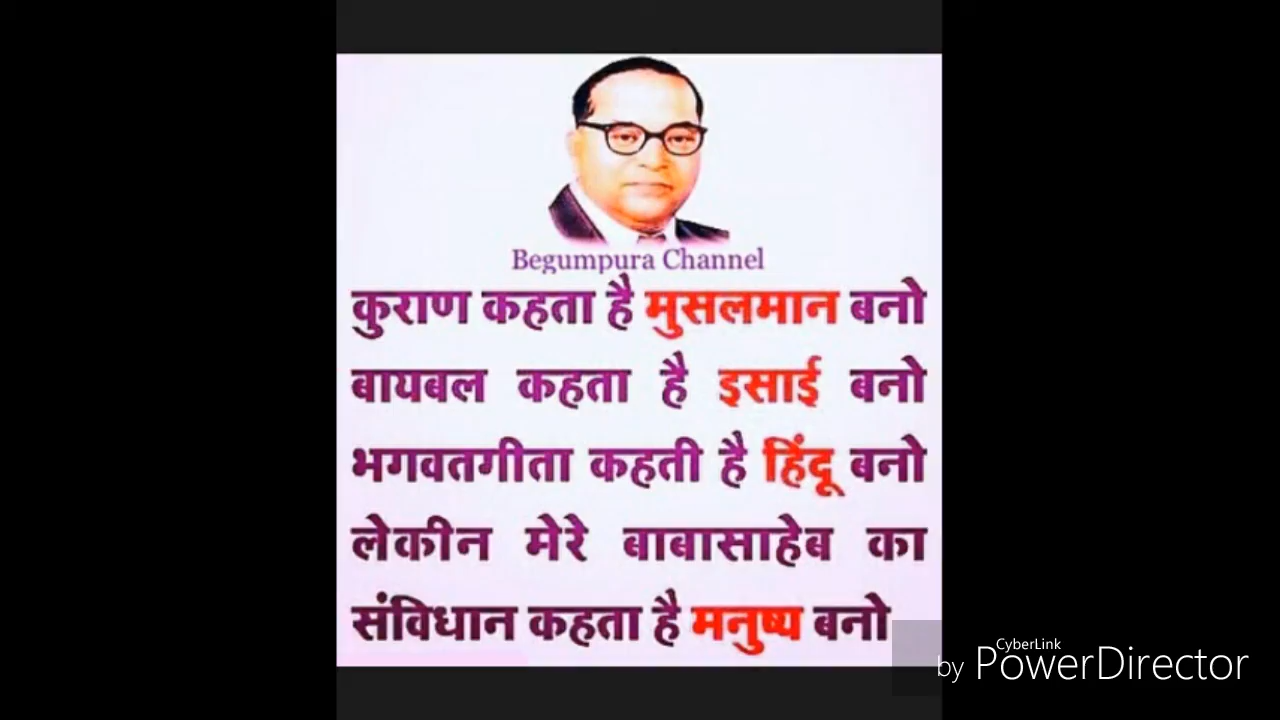 Begumpura Channel
कुराण कहता है मुसलमान बनो
बायबल कहता है इसाई बनो
भगवतगीता कहती है हिंदू बनो
लेकीन मेरे बाबासाहेब का
संविधान कहता है मनुष्य बनो
CyberLink
by PowerDirector